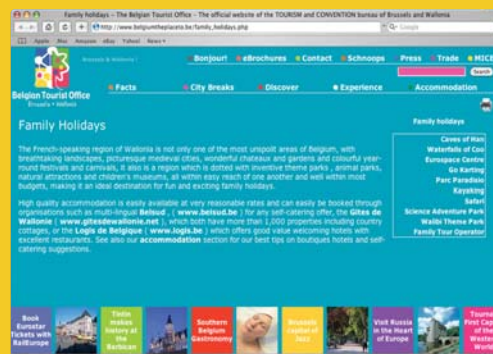 Family holidays – The Belgian Tourist Office – The official website of the TOURISM and CONVENTION bureau of Brussels and Wallonia
http://www.belgiumtheplaceto.be/family_holidays.php
Google
Apple .Mac Amazon eBay Yahoo! News
Brussels & Wallonia !
Bonjour! eBrochures Contact Schnoops Press Trade MICE
Search
Belgian Tourist Office
Brussels • Wallonia
Facts City Breaks Discover Experience Accommodation
Family Holidays
Family holidays
The French-speaking region of Wallonia is not only one of the most unspoilt areas of Belgium, with
breathtaking landscapes, picturesque medieval cities, wonderful chateaux and gardens and colourful year-
round festivals and carnivals, it also is a region which is dotted with inventive theme parks , animal parks,
natural attractions and children's museums, all within easy reach of one another and well within most
budgets, making it an ideal destination for fun and exciting family holidays.
High quality accommodation is easily available at very reasonable rates and can easily be booked through
organisations such as multi-lingual Belsud , ( www.belsud.be ) for any self-catering offer, the Gites de
Wallonie ( www.gitesdewallonie.net ), which both have more than 1,000 properties including country
cottages, or the Logis de Belgique ( www.logis.be ) which offers good value welcoming hotels with
excellent restaurants. See also our accommodation section for our best tips on boutiques hotels and self-
catering suggestions.
Caves of Han
Waterfalls of Coo
Eurospace Centre
Go Karting
Parc Paradisio
Kayaking
Safari
Science Adventure Park
Walibi Theme Park
Family Tour Operator
Book
Eurostar
Tickets with
RailEurope
Tintin
makes
history at
the
Barbican
Southern
Belgium
Gastronomy
Brussels
capital of
Jazz
Visit Russia
in the Heart
of Europe
Tournai
First Capi
of the
Western
World